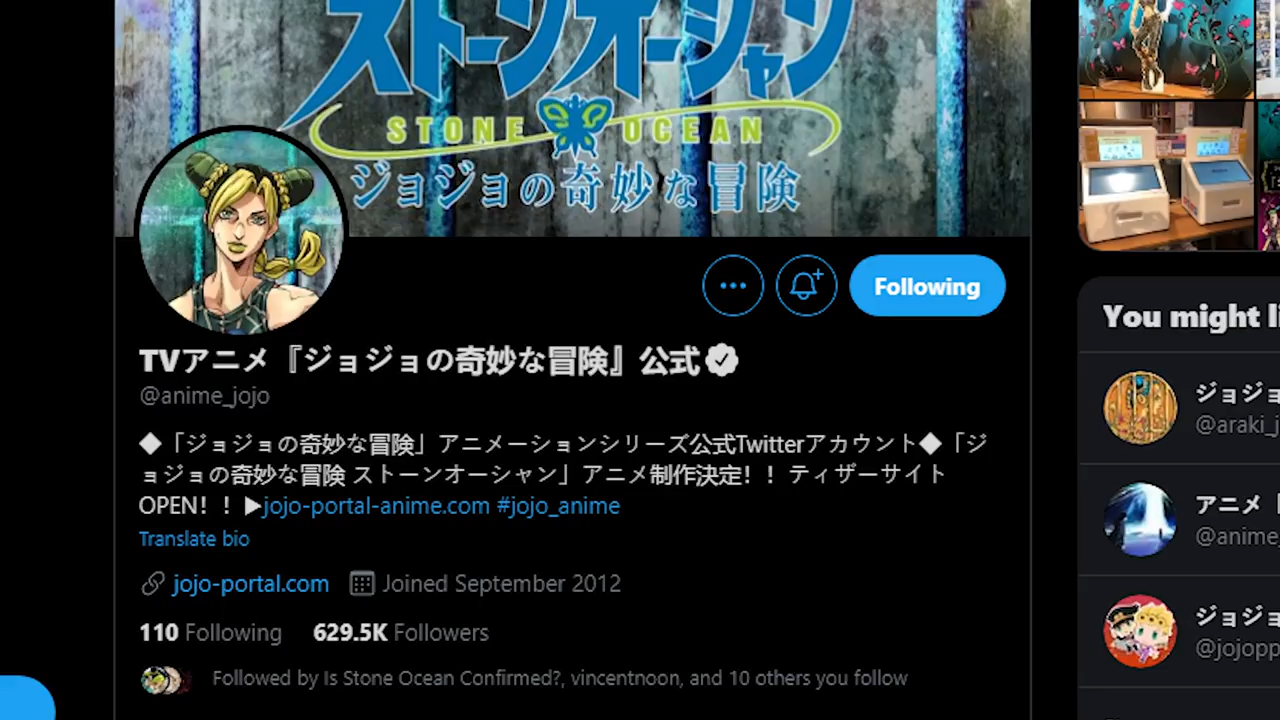 ストーンオーシャン
STONE OCEAN
ジョジョの奇妙な冒険
Following
TVアニメ『ジョジョの奇妙な冒険』公式
@anime_jojo
◆「ジョジョの奇妙な冒険」アニメーションシリーズ公式Twitterアカウント◆「ジ
ョジョの奇妙な冒険 ストーンオーシャン」アニメ制作決定！！ティザーサイト
OPEN！！▶jojo-portal-anime.com #jojo_anime
Translate bio
jojo-portal.com Joined September 2012
110 Following 629.5K Followers
Followed by Is Stone Ocean Confirmed?, vincentnoon, and 10 others you follow
You might li
ジョジョ
@araki_j
アニメ
@anime_
ジョジョ
@jojopp